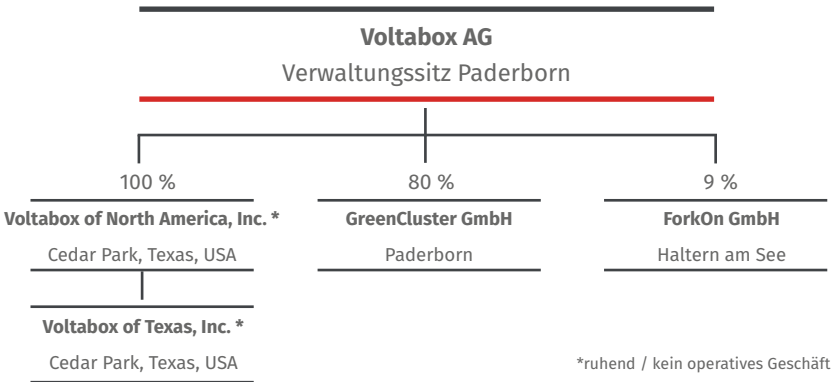 Voltabox AG
Verwaltungssitz Paderborn
100 %
80 %
9 %
Voltabox of North America, Inc. *
GreenCluster GmbH
ForkOn GmbH
Cedar Park, Texas, USA
Paderborn
Haltern am See
Voltabox of Texas, Inc. *
Cedar Park, Texas, USA
*ruhend / kein operatives Geschäft